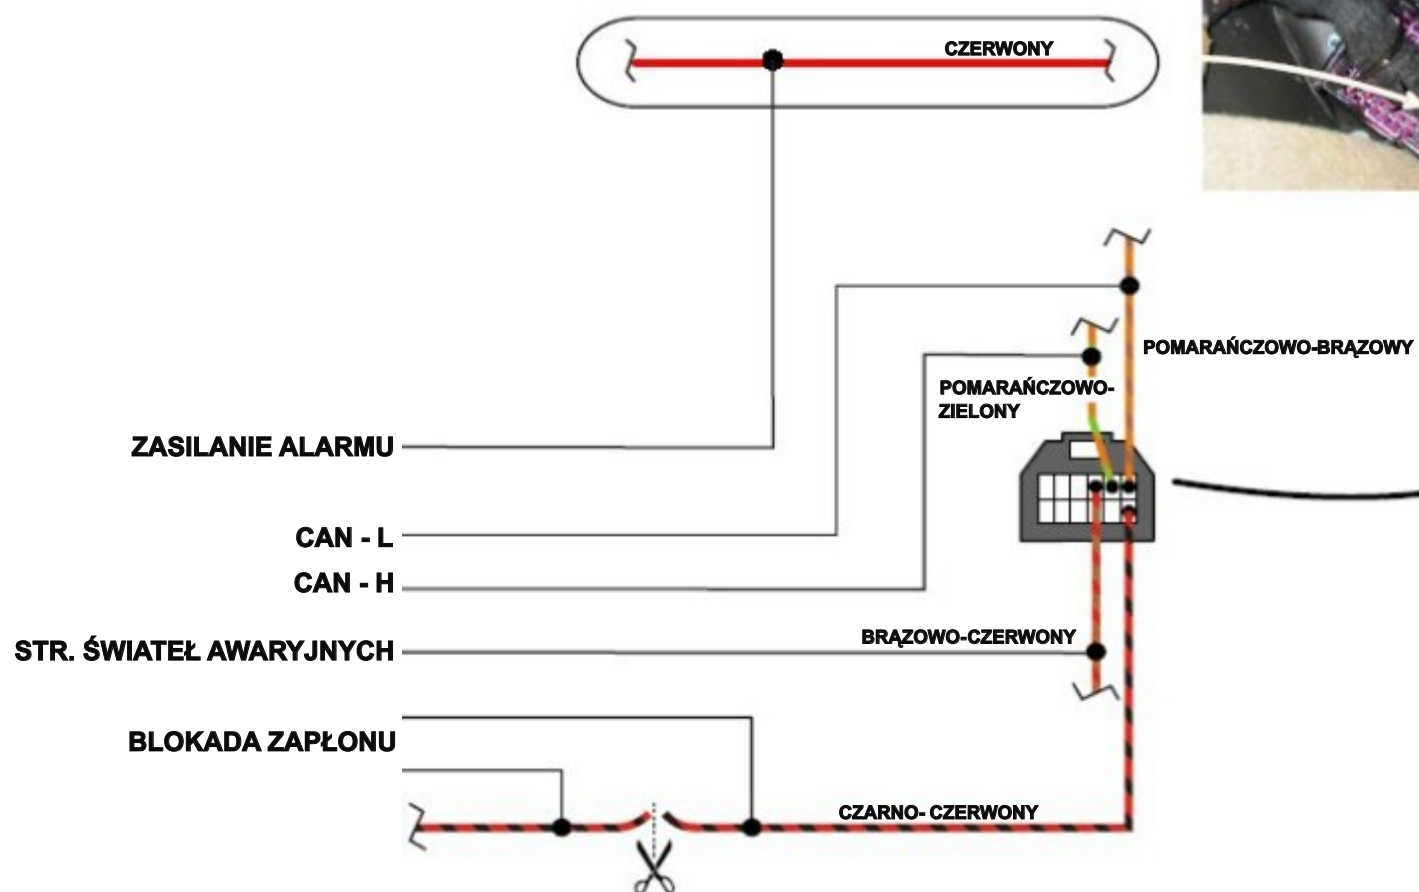 CZERWONY
POMARAŃCZOWO-BRĄZOWY
POMARAŃCZOWO-
ZIELONY
ZASILANIE ALARMU
CAN - L
CAN - H
BRĄZOWO-CZERWONY
STR. ŚWIATEŁ AWARYJNYCH
BLOKADA ZAPŁONU
CZARNO- CZERWONY